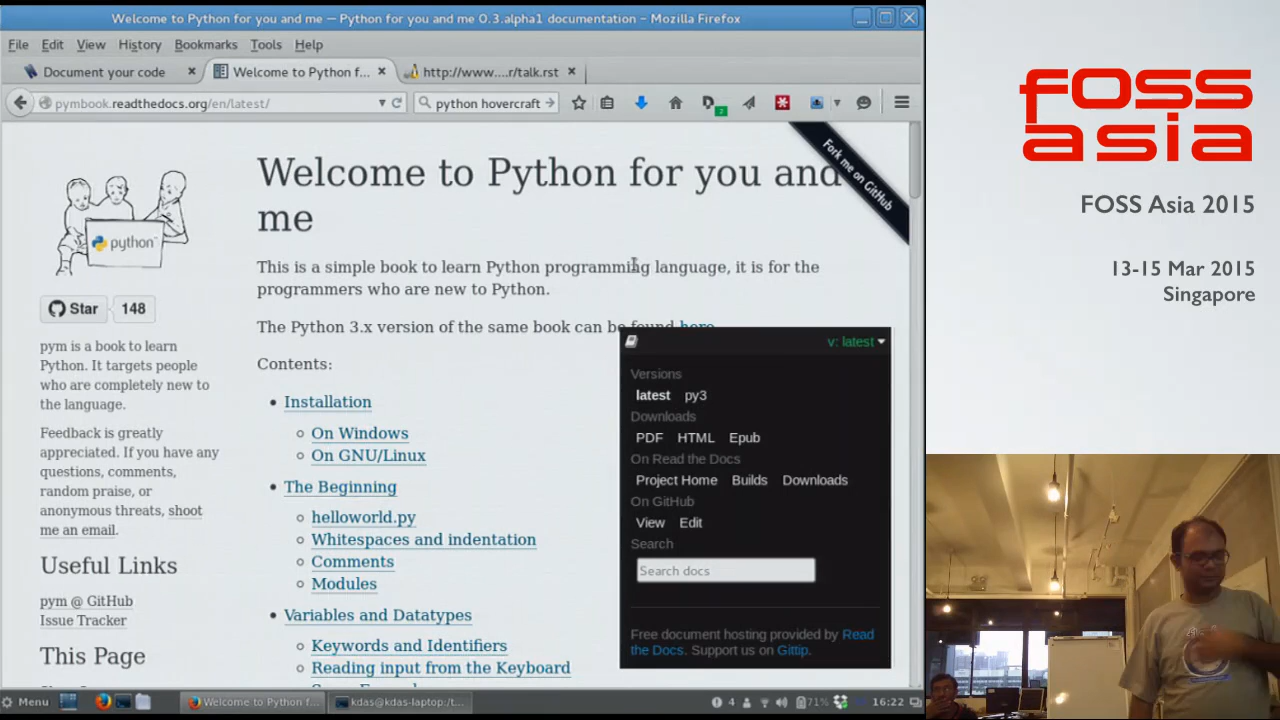 Welcome to Python for you and me — Python for you and me 0.3.alpha1 documentation - Mozilla Firefox
File Edit View History Bookmarks Tools Help
Document your code
Welcome to Python f...
http://www....r/talk.rst
pymbook.readthedocs.org/en/latest/
python hovercraft
2
Fork me on GitHub
Welcome to Python for you and
me
This is a simple book to learn Python programming language, it is for the
programmers who are new to Python.
The Python 3.x version of the same book can be found here
Contents:
Installation
On Windows
On GNU/Linux
The Beginning
helloworld.py
Whitespaces and indentation
Comments
Modules
Variables and Datatypes
Keywords and Identifiers
Reading input from the Keyboard
python
Star 148
pym is a book to learn
Python. It targets people
who are completely new to
the language.
Feedback is greatly
appreciated. If you have any
questions, comments,
random praise, or
anonymous threats, shoot
me an email.
Useful Links
pym @ GitHub
Issue Tracker
This Page
v: latest
Versions
latest py3
Downloads
PDF HTML Epub
On Read the Docs
Project Home Builds Downloads
On GitHub
View Edit
Search
Search docs
Free document hosting provided by Read
the Docs. Support us on Gittip.
Menu
Welcome to Python f...
kdas@kdas-laptop:/t...
4
71%
16:22
FOSS
ASIA
FOSS Asia 2015
13-15 Mar 2015
Singapore